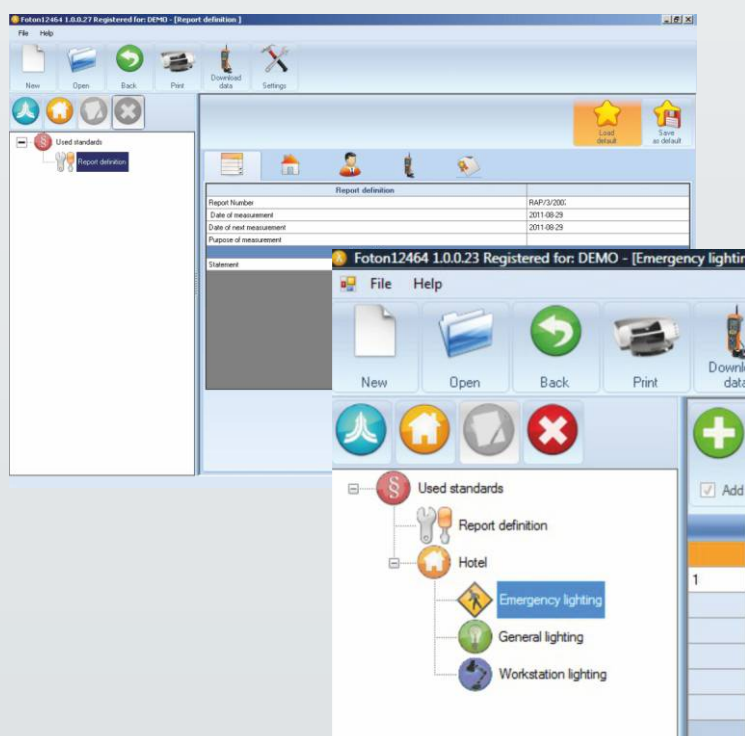 Foton12464 1.0.0.27 Registered for: DEMO - [Report definition ]
File Help
New Open Back Print Download data Settings
Load default Save as default
Used standards
Report definition
Report definition
Report Number RAP/3/2007
Date of measurement 2011-08-29
Date of next measurement 2011-08-29
Purpose of measurement
Statement
Foton12464 1.0.0.23 Registered for: DEMO - [Emergency lightin
File Help
New Open Back Print Downlo
data
Add
Used standards
Report definition
Hotel
1
Emergency lighting
General lighting
Workstation lighting